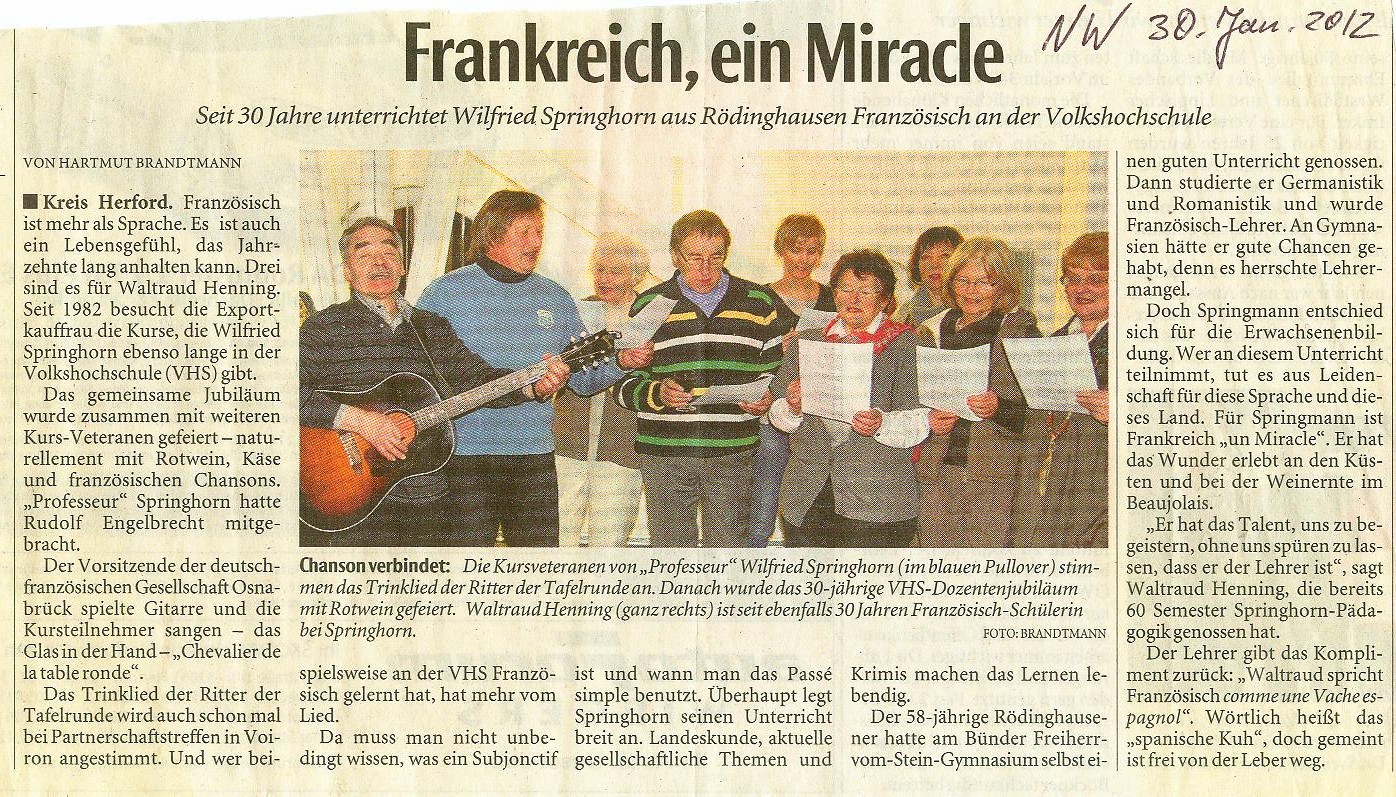 Frankreich, ein Miracle
NW 30. Jan. 2012
Seit 30 Jahre unterrichtet Wilfried Springhorn aus Rödinghausen Französisch an der Volkshochschule
VON HARTMUT BRANDTMANN
■ Kreis Herford. Französisch
ist mehr als Sprache. Es ist auch
ein Lebensgefühl, das Jahr-
zehnte lang anhalten kann. Drei
sind es für Waltraud Henning.
Seit 1982 besucht die Export-
kauffrau die Kurse, die Wilfried
Springhorn ebenso lange in der
Volkshochschule (VHS) gibt.
Das gemeinsame Jubiläum
wurde zusammen mit weiteren
Kurs-Veteranen gefeiert – natu-
rellement mit Rotwein, Käse
und französischen Chansons.
„Professeur“ Springhorn hatte
Rudolf Engelbrecht mitge-
bracht.
Der Vorsitzende der deutsch-
französischen Gesellschaft Osna-
brück spielte Gitarre und die
Kursteilnehmer sangen – das
Glas in der Hand – „Chevalier de
la table ronde“.
Das Trinklied der Ritter der
Tafelrunde wird auch schon mal
bei Partnerschaftstreffen in Voi-
ron angestimmt. Und wer bei-
Chanson verbindet: Die Kursveteranen von „Professeur“ Wilfried Springhorn (im blauen Pullover) stim-
men das Trinklied der Ritter der Tafelrunde an. Danach wurde das 30-jährige VHS-Dozentenjubiläum
mit Rotwein gefeiert. Waltraud Henning (ganz rechts) ist seit ebenfalls 30 Jahren Französisch-Schülerin
bei Springhorn.
FOTO: BRANDTMANN
spielsweise an der VHS Franzö-
sisch gelernt hat, hat mehr vom
Lied.
Da muss man nicht unbe-
dingt wissen, was ein Subjonctif
ist und wann man das Passé
simple benutzt. Überhaupt legt
Springhorn seinen Unterricht
breit an. Landeskunde, aktuelle
gesellschaftliche Themen und
Krimis machen das Lernen le-
bendig.
Der 58-jährige Rödinghause-
ner hatte am Bünder Freiherr-
vom-Stein-Gymnasium selbst ei-
nen guten Unterricht genossen.
Dann studierte er Germanistik
und Romanistik und wurde
Französisch-Lehrer. An Gymna-
sien hätte er gute Chancen ge-
habt, denn es herrschte Lehrer-
mangel.
Doch Springmann entschied
sich für die Erwachsenenbil-
dung. Wer an diesem Unterricht
teilnimmt, tut es aus Leiden-
schaft für diese Sprache und die-
ses Land. Für Springmann ist
Frankreich „un Miracle“. Er hat
das Wunder erlebt an den Küs-
ten und bei der Weinernte im
Beaujolais.
„Er hat das Talent, uns zu be-
geistern, ohne uns spüren zu las-
sen, dass er der Lehrer ist“, sagt
Waltraud Henning, die bereits
60 Semester Springhorn-Päda-
gogik genossen hat.
Der Lehrer gibt das Kompli-
ment zurück: „Waltraud spricht
Französisch comme une Vache es-
pagnol“. Wörtlich heißt das
„spanische Kuh“, doch gemeint
ist frei von der Leber weg.